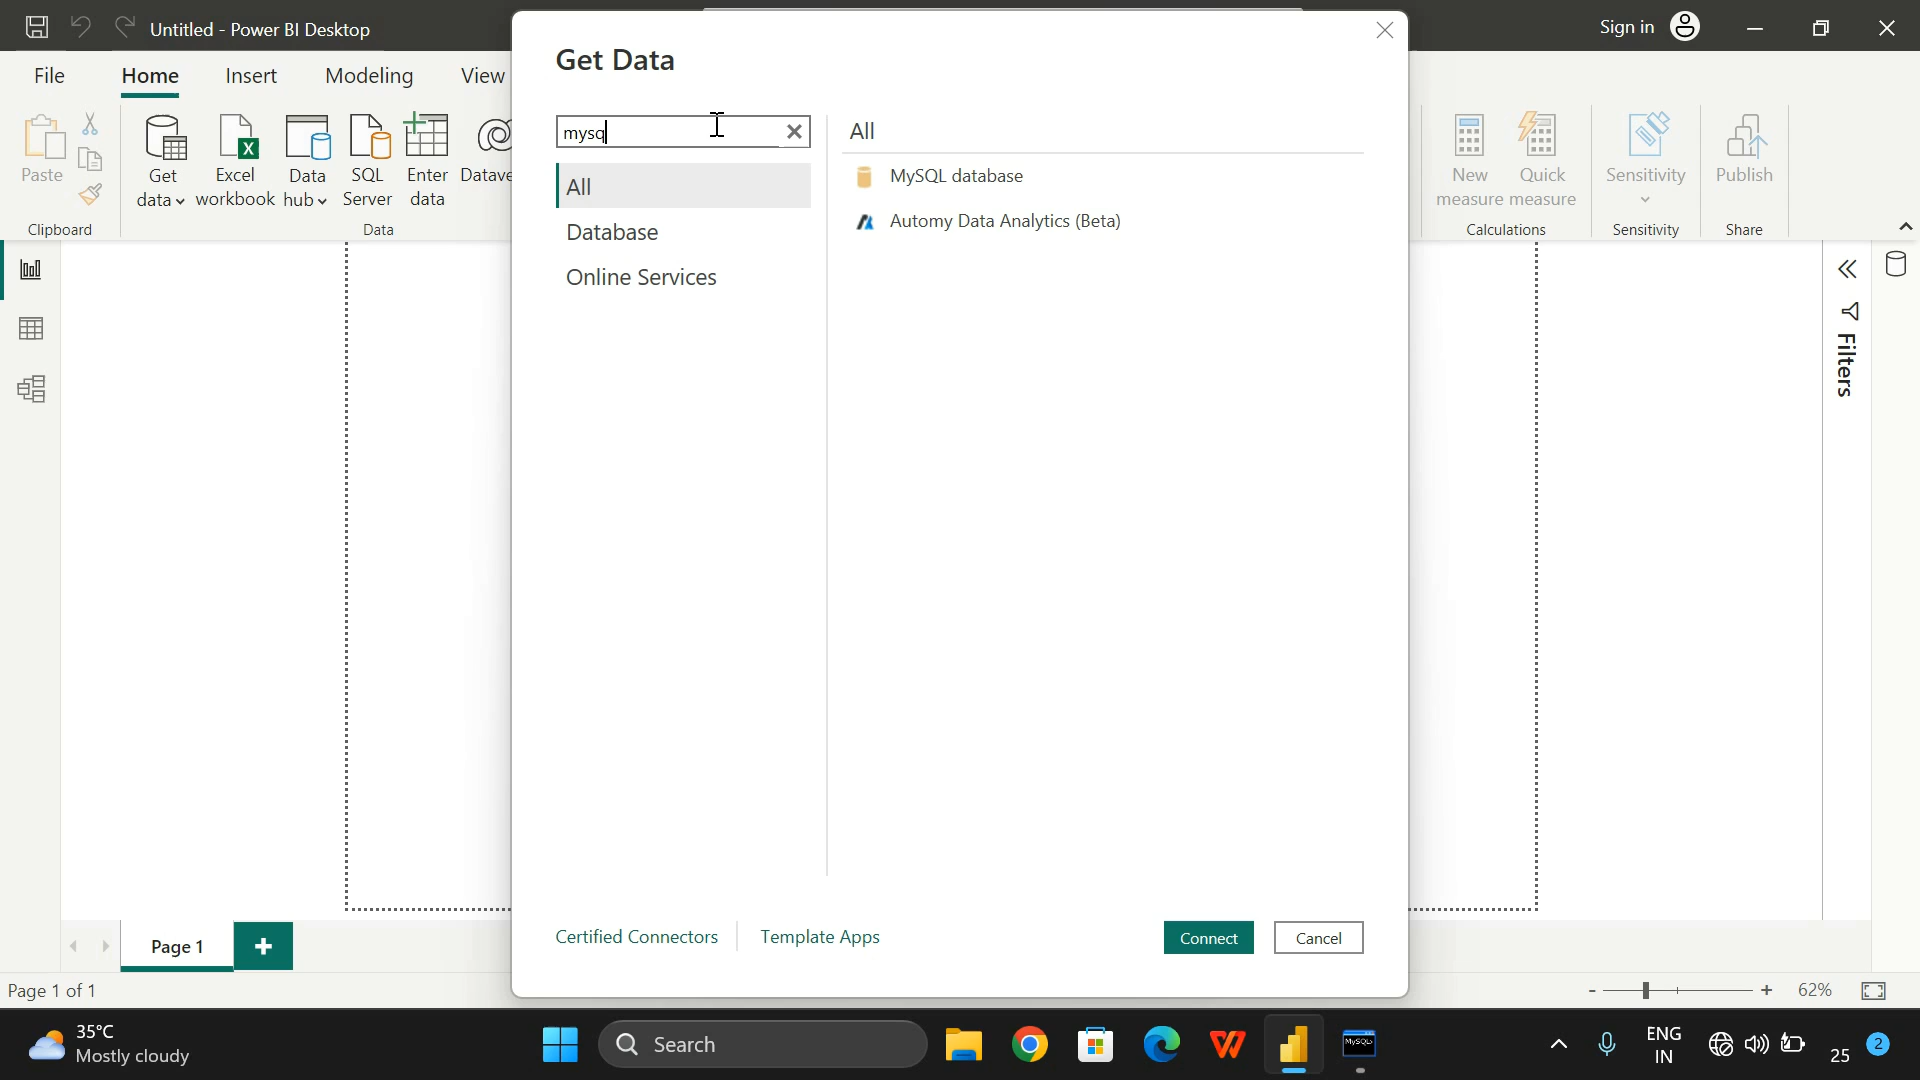 Untitled - Power BI Desktop
Sign in
File
Home
Insert
Modeling
View
Paste
Get data
Excel workbook
Data hub
SQL Server
Enter data
Datave
Clipboard
Data
New measure
Quick measure
Sensitivity
Publish
Calculations
Sensitivity
Share
Get Data
mysq
All
Database
Online Services
All
MySQL database
Automy Data Analytics (Beta)
Certified Connectors
Template Apps
Connect
Cancel
Filters
Page 1
Page 1 of 1
- + 62%
35°C
Mostly cloudy
Search
MySQL>
ENG
IN
25
2